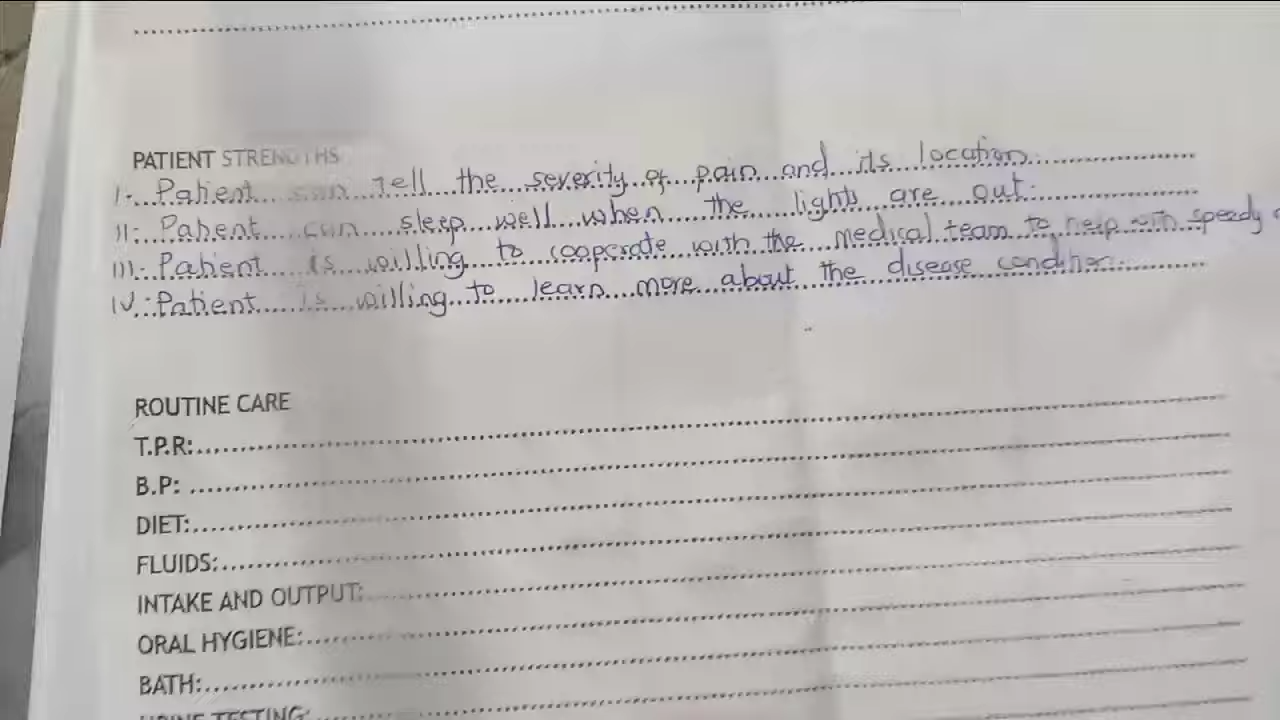 PATIENT STRENGTHS
I. Patient can tell the severity of pain and its location
II. Patient can sleep well when the lights are out.
III. Patient is willing to cooperate with the medical team to help with speedy
IV. Patient is willing to learn more about the disease condition
ROUTINE CARE
T.P.R:
B.P:
DIET:
FLUIDS:
INTAKE AND OUTPUT:
ORAL HYGIENE:
BATH:
URINE TESTING: